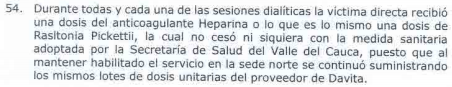 54. Durante todas y cada una de las sesiones dialíticas la víctima directa recibió
una dosis del anticoagulante Heparina o lo que es lo mismo una dosis de
Rasitonia Pickettii, la cual no cesó ni siquiera con la medida sanitaria
adoptada por la Secretaría de Salud del Valle del Cauca, puesto que al
mantener habilitado el servicio en la sede norte se continuó suministrando
los mismos lotes de dosis unitarias del proveedor de Davita.